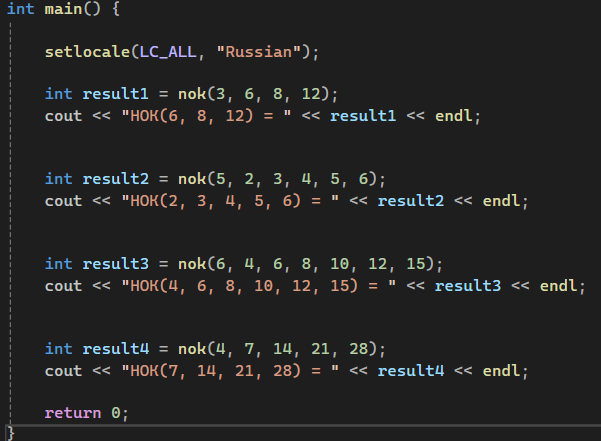 int main() {
setlocale(LC_ALL, "Russian");
int result1 = nok(3, 6, 8, 12);
cout << "НОК(6, 8, 12) = " << result1 << endl;
int result2 = nok(5, 2, 3, 4, 5, 6);
cout << "НОК(2, 3, 4, 5, 6) = " << result2 << endl;
int result3 = nok(6, 4, 6, 8, 10, 12, 15);
cout << "НОК(4, 6, 8, 10, 12, 15) = " << result3 << endl;
int result4 = nok(4, 7, 14, 21, 28);
cout << "НОК(7, 14, 21, 28) = " << result4 << endl;
return 0;
}